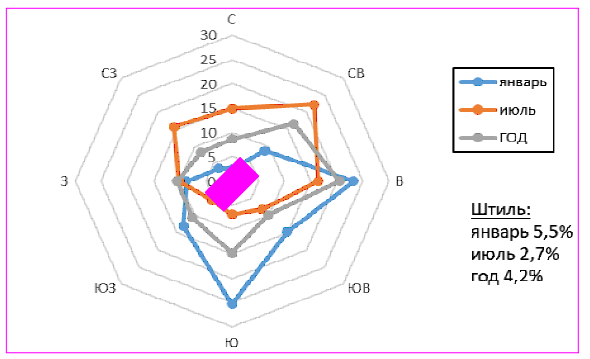 С
30
25
20
15
10
5
0
СЗ
СВ
З
В
ЮЗ
ЮВ
Ю
январь
июль
год
Штиль:
январь 5,5%
июль 2,7%
год 4,2%